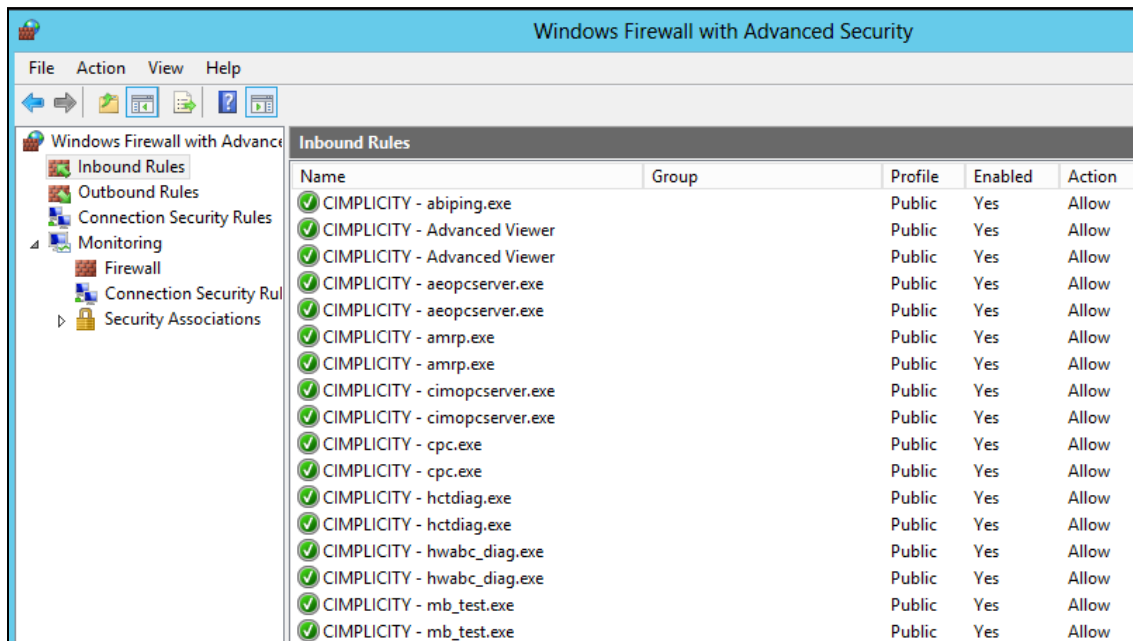 Windows Firewall with Advanced Security
File Action View Help
Windows Firewall with Advance
Inbound Rules
Outbound Rules
Connection Security Rules
Monitoring
Firewall
Connection Security Rul
Security Associations
Inbound Rules
Name Group Profile Enabled Action
CIMPLICITY - abiping.exe Public Yes Allow
CIMPLICITY - Advanced Viewer Public Yes Allow
CIMPLICITY - Advanced Viewer Public Yes Allow
CIMPLICITY - aeopcserver.exe Public Yes Allow
CIMPLICITY - aeopcserver.exe Public Yes Allow
CIMPLICITY - amrp.exe Public Yes Allow
CIMPLICITY - amrp.exe Public Yes Allow
CIMPLICITY - cimopcserver.exe Public Yes Allow
CIMPLICITY - cimopcserver.exe Public Yes Allow
CIMPLICITY - cpc.exe Public Yes Allow
CIMPLICITY - cpc.exe Public Yes Allow
CIMPLICITY - hctdiag.exe Public Yes Allow
CIMPLICITY - hctdiag.exe Public Yes Allow
CIMPLICITY - hwabc_diag.exe Public Yes Allow
CIMPLICITY - hwabc_diag.exe Public Yes Allow
CIMPLICITY - mb_test.exe Public Yes Allow
CIMPLICITY - mb_test.exe Public Yes Allow